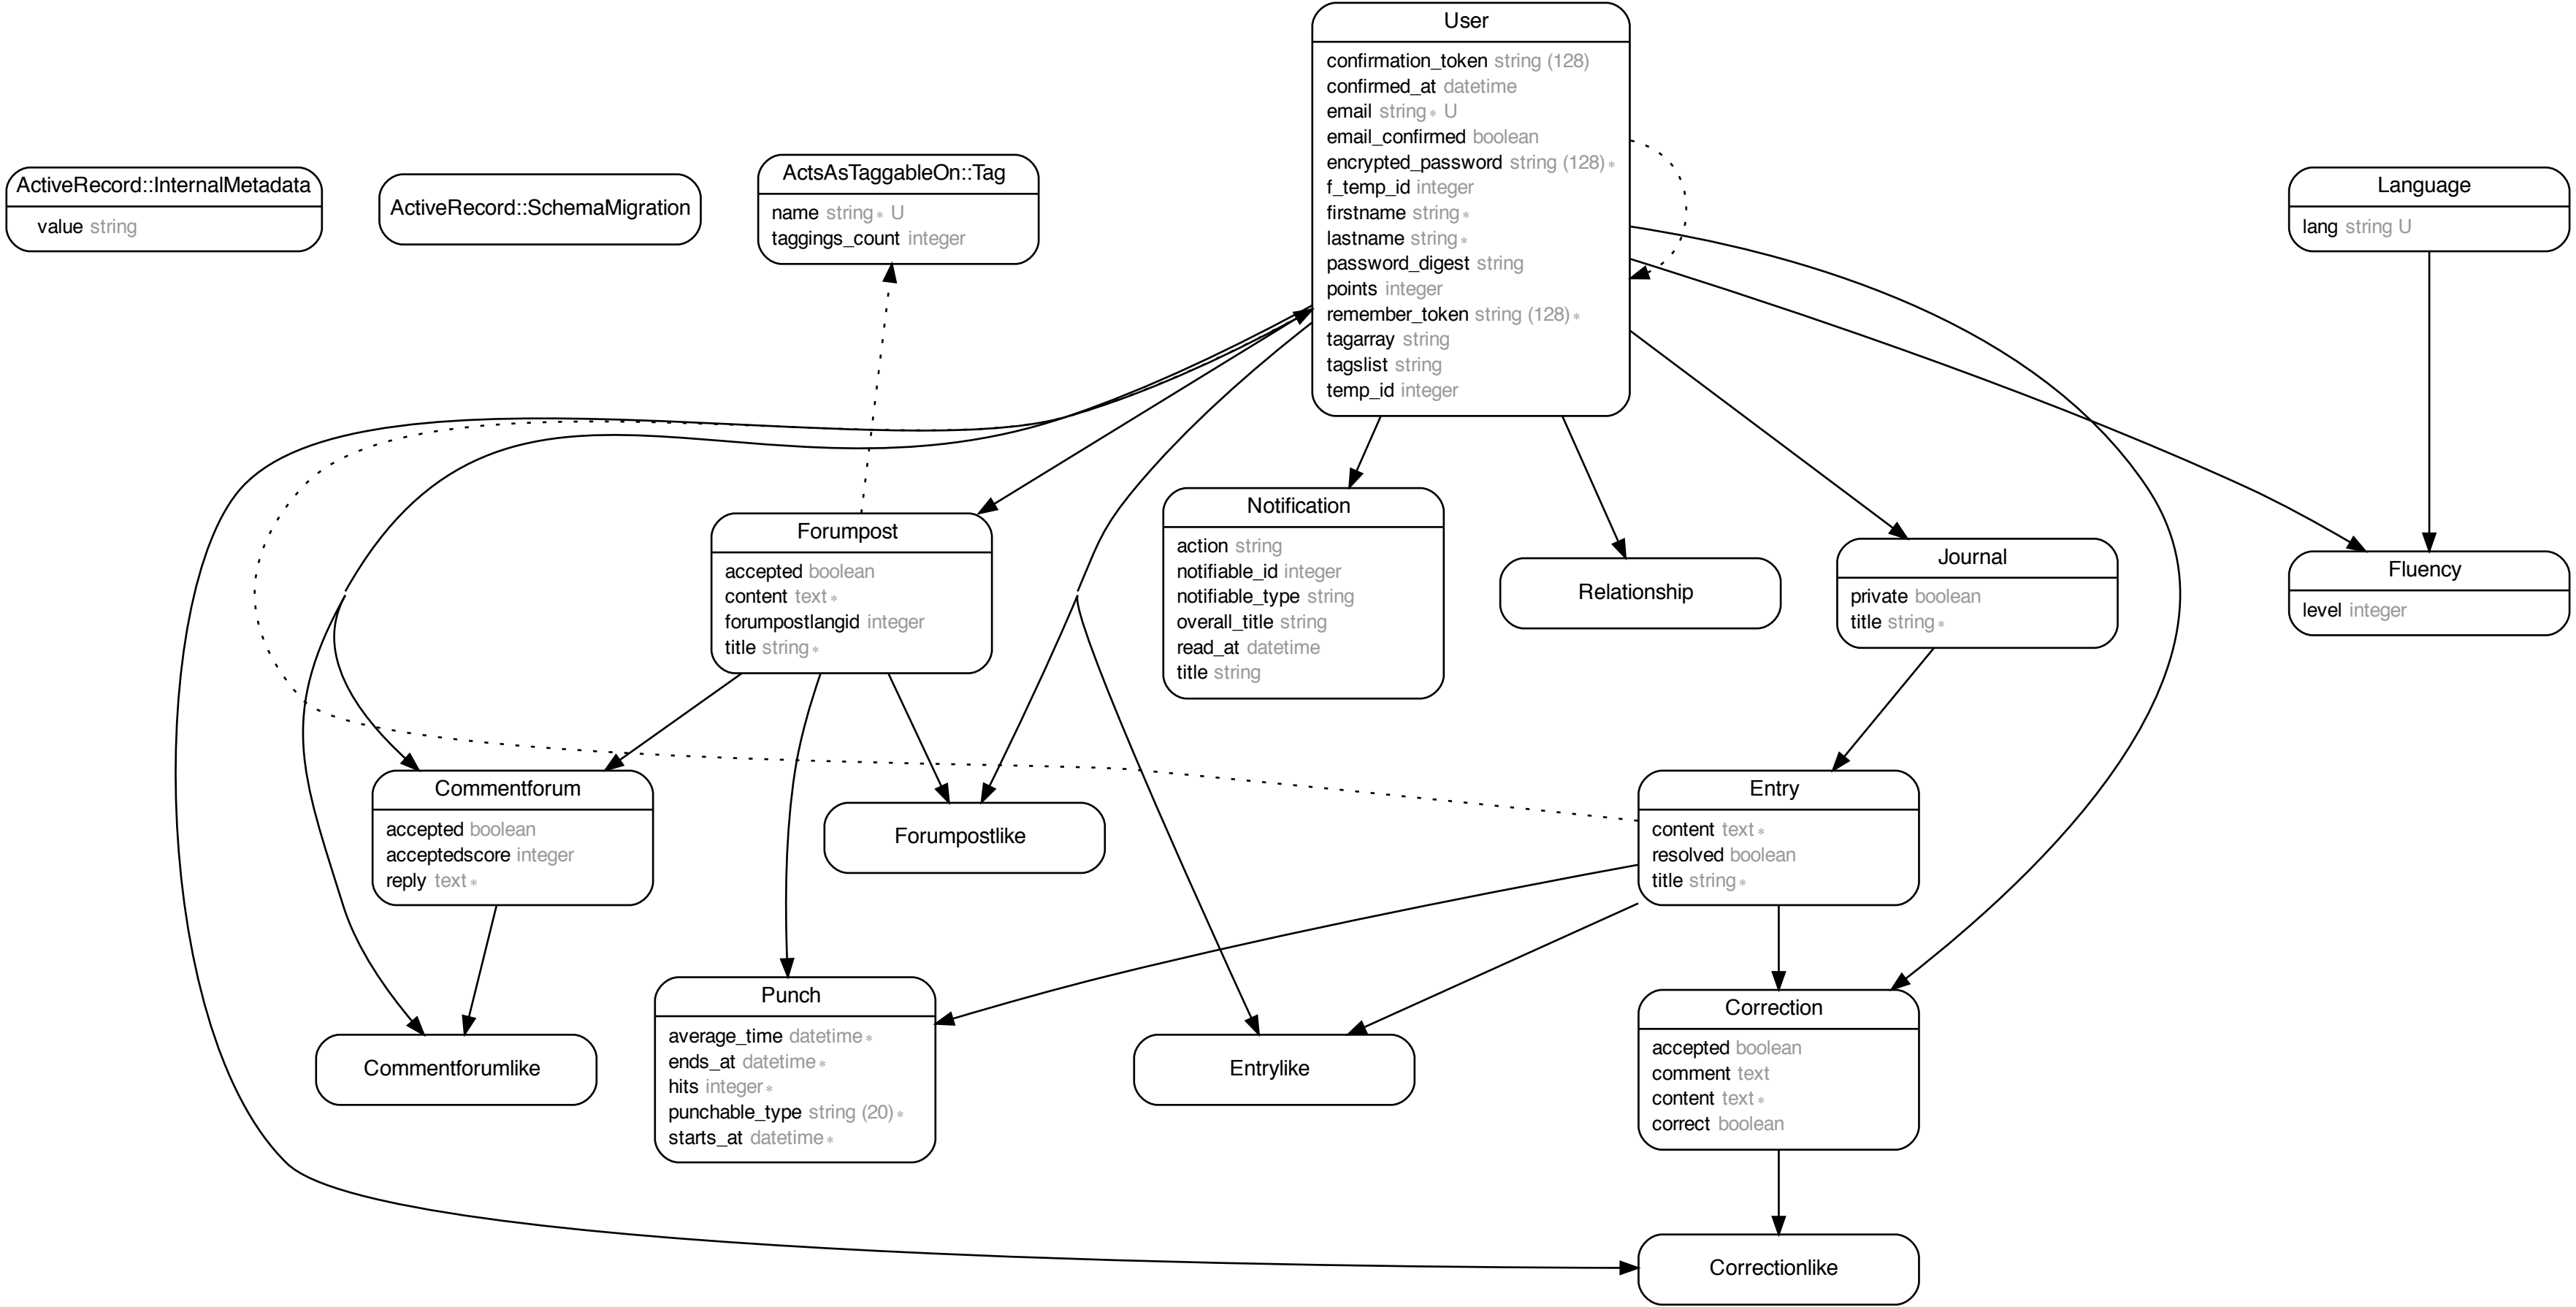 User
confirmation_token string (128)
confirmed_at datetime
email string∗ U
email_confirmed boolean
encrypted_password string (128)∗
f_temp_id integer
firstname string∗
lastname string∗
password_digest string
points integer
remember_token string (128)∗
tagarray string
tagslist string
temp_id integer
ActiveRecord::InternalMetadata
value string
ActiveRecord::SchemaMigration
ActsAsTaggableOn::Tag
name string∗ U
taggings_count integer
Language
lang string U
Forumpost
accepted boolean
content text∗
forumpostlangid integer
title string∗
Notification
action string
notifiable_id integer
notifiable_type string
overall_title string
read_at datetime
title string
Relationship
Journal
private boolean
title string∗
Fluency
level integer
Commentforum
accepted boolean
acceptedscore integer
reply text∗
Forumpostlike
Entry
content text∗
resolved boolean
title string∗
Commentforumlike
Punch
average_time datetime∗
ends_at datetime∗
hits integer∗
punchable_type string (20)∗
starts_at datetime∗
Entrylike
Correction
accepted boolean
comment text
content text∗
correct boolean
Correctionlike